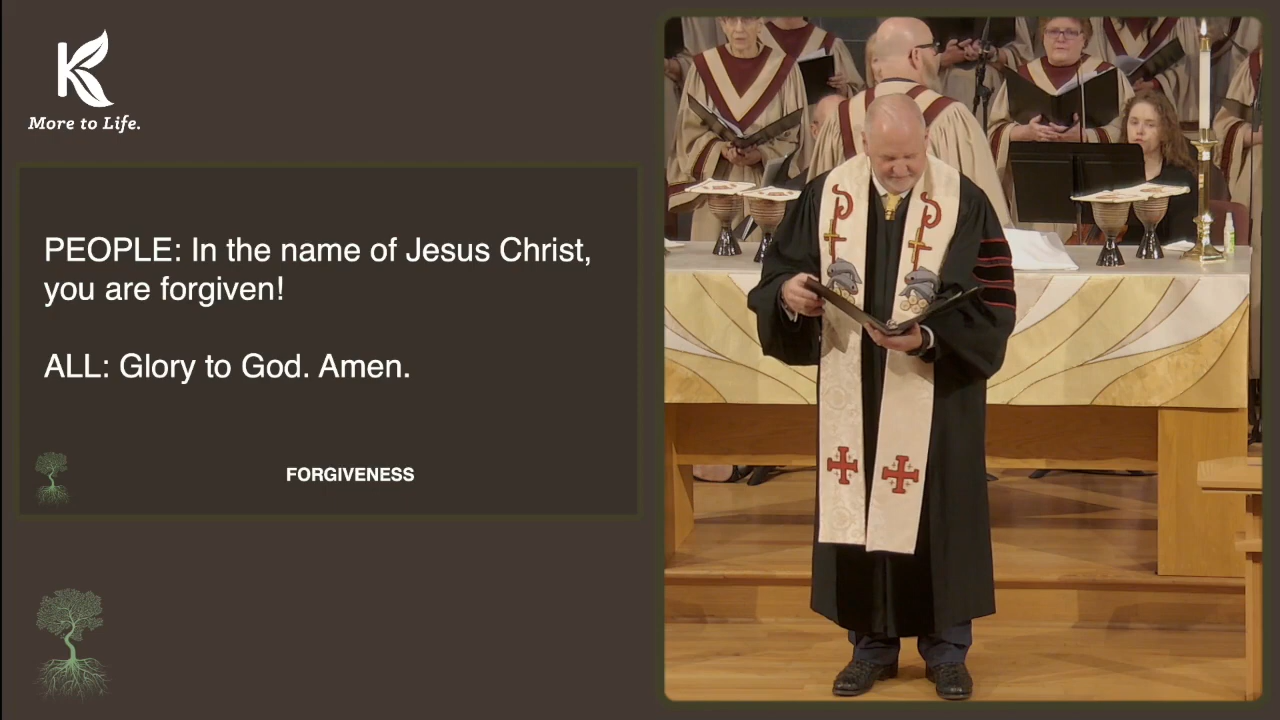 K
More to Life.
PEOPLE: In the name of Jesus Christ,
you are forgiven!
ALL: Glory to God. Amen.
FORGIVENESS